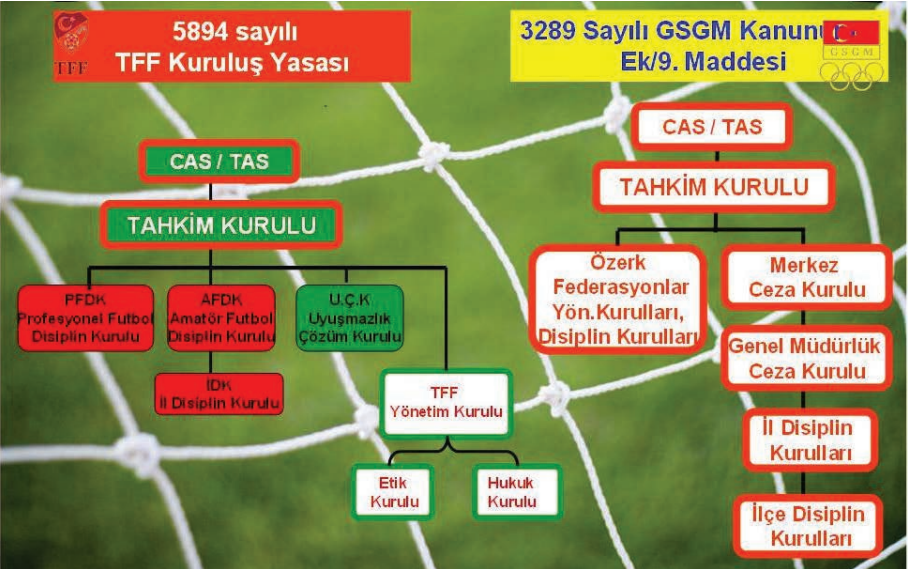 TFF
5894 sayılı
TFF Kuruluş Yasası
CAS / TAS
TAHKİM KURULU
PFDK
Profesyonel Futbol
Disiplin Kurulu
AFDK
Amatör Futbol
Disiplin Kurulu
U.Ç.K
Uyuşmazlık
Çözüm Kurulu
İDK
İl Disiplin Kurulu
TFF
Yönetim Kurulu
Etik
Kurulu
Hukuk
Kurulu
3289 Sayılı GSGM Kanunu
Ek/9. Maddesi
GSGM
CAS / TAS
TAHKİM KURULU
Özerk
Federasyonlar
Yön.Kurulları,
Disiplin Kurulları
Merkez
Ceza Kurulu
Genel Müdürlük
Ceza Kurulu
İl Disiplin
Kurulları
İlçe Disiplin
Kurulları